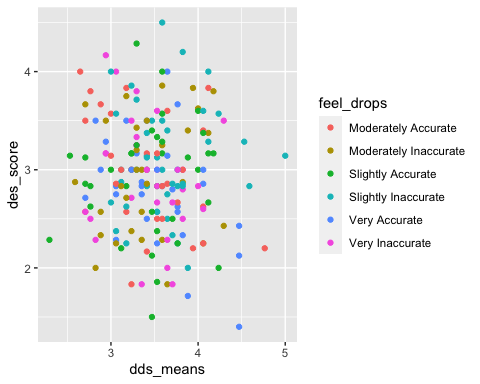 des_score
4
3
2
3
4
5
dds_means
feel_drops
Moderately Accurate
Moderately Inaccurate
Slightly Accurate
Slightly Inaccurate
Very Accurate
Very Inaccurate